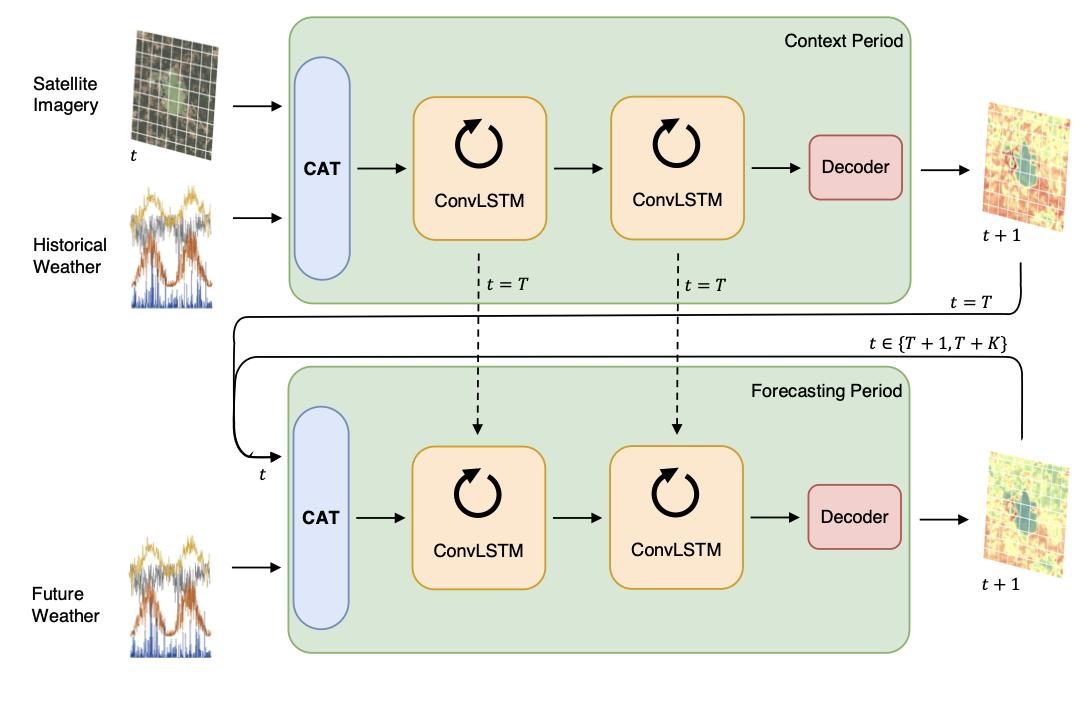 Context Period
Satellite
Imagery
t
CAT
ConvLSTM
ConvLSTM
Decoder
t + 1
Historical
Weather
t = T
t = T
t = T
t ∈ {T + 1, T + K}
Forecasting Period
t
CAT
ConvLSTM
ConvLSTM
Decoder
t + 1
Future
Weather